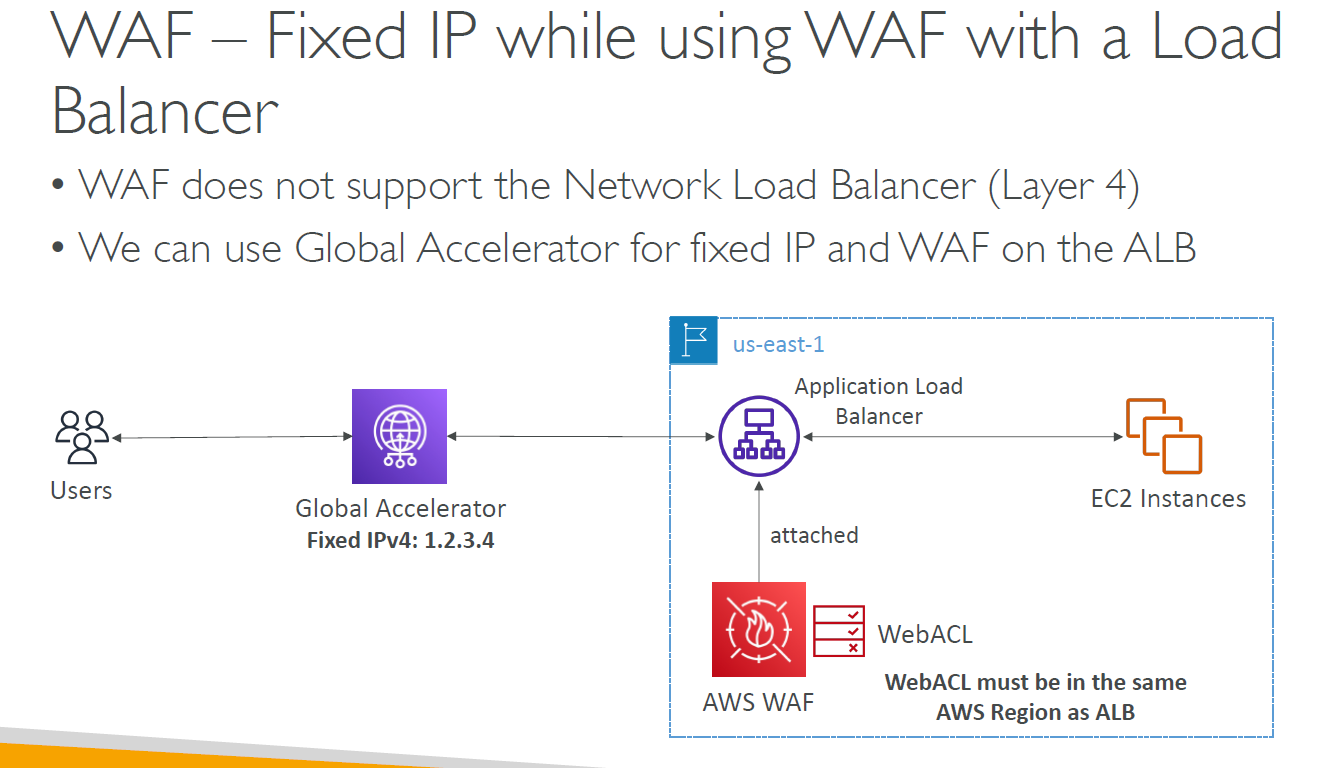 WAF – Fixed IP while using WAF with a Load
Balancer
• WAF does not support the Network Load Balancer (Layer 4)
• We can use Global Accelerator for fixed IP and WAF on the ALB
us-east-1
Application Load
Balancer
Users
Global Accelerator
Fixed IPv4: 1.2.3.4
EC2 Instances
attached
WebACL
AWS WAF
WebACL must be in the same
AWS Region as ALB